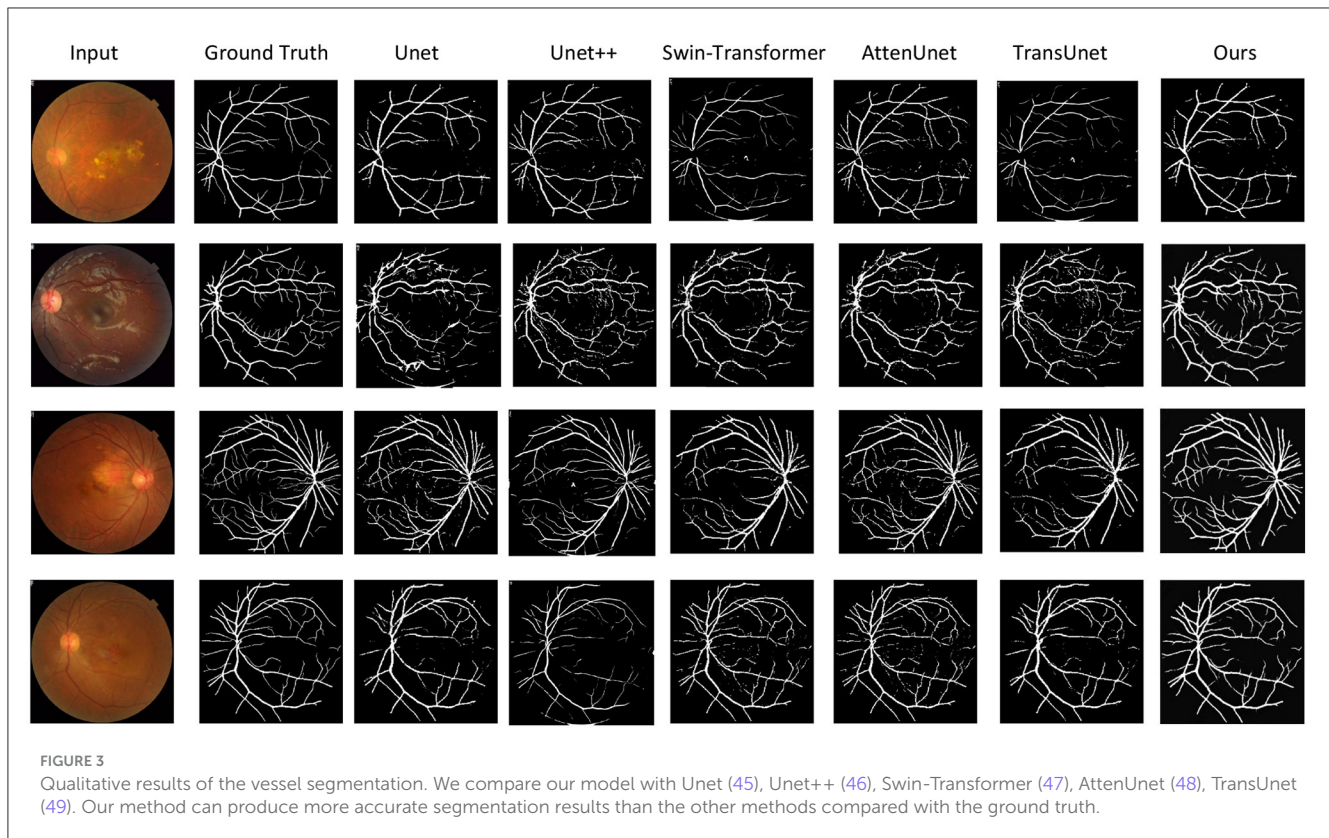 Input Ground Truth Unet Unet++ Swin-Transformer AttenUnet TransUnet Ours
FIGURE 3
Qualitative results of the vessel segmentation. We compare our model with Unet (45), Unet++ (46), Swin-Transformer (47), AttenUnet (48), TransUnet
(49). Our method can produce more accurate segmentation results than the other methods compared with the ground truth.